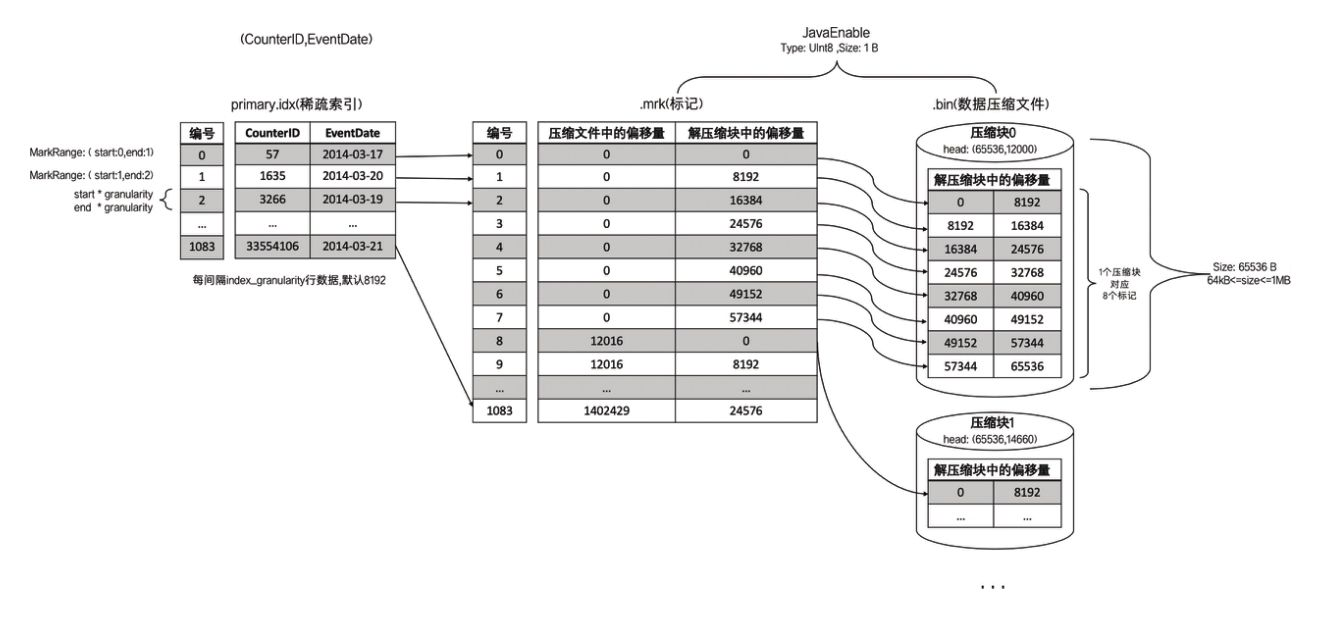 (CounterID,EventDate)
JavaEnable
Type: UInt8 ,Size: 1 B
primary.idx(稀疏索引)
编号 CounterID EventDate
MarkRange: ( start:0,end:1) 0 57 2014-03-17
MarkRange: ( start:1,end:2) 1 1635 2014-03-20
start * granularity
end * granularity
2 3266 2014-03-19
... ... ...
1083 33554106 2014-03-21
每间隔index_granularity行数据,默认8192
.mrk(标记)
编号 压缩文件中的偏移量 解压缩块中的偏移量
0 0 0
1 0 8192
2 0 16384
3 0 24576
4 0 32768
5 0 40960
6 0 49152
7 0 57344
8 12016 0
9 12016 8192
... ... ...
1083 1402429 24576
.bin(数据压缩文件)
压缩块0
head: (65536,12000)
解压缩块中的偏移量
0 8192
8192 16384
16384 24576
24576 32768
32768 40960
40960 49152
49152 57344
57344 65536
1个压缩块
对应
8个标记
Size: 65536 B
64kB<=size<=1MB
压缩块1
head: (65536,14660)
解压缩块中的偏移量
0 8192
... ...
...